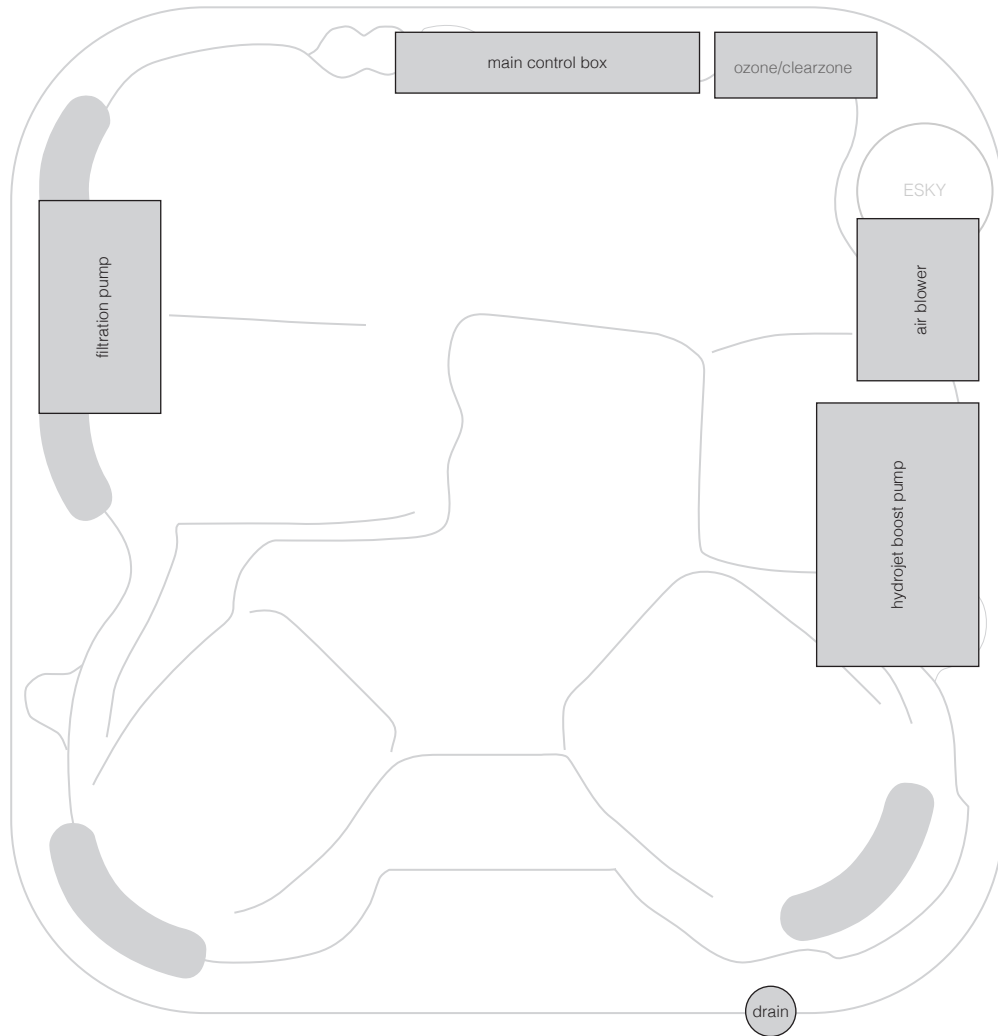 main control box
ozone/clearzone
ESKY
filtration pump
air blower
hydrojet boost pump
drain